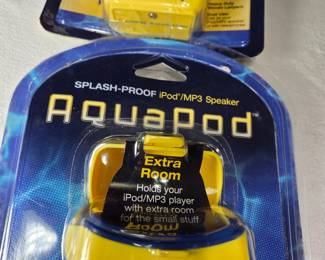 SPLASH-PROOF iPod®/MP3 Speaker
AquaPod™
Extra
Room
Holds your
iPod/MP3 player
with extra room
for the small stuff